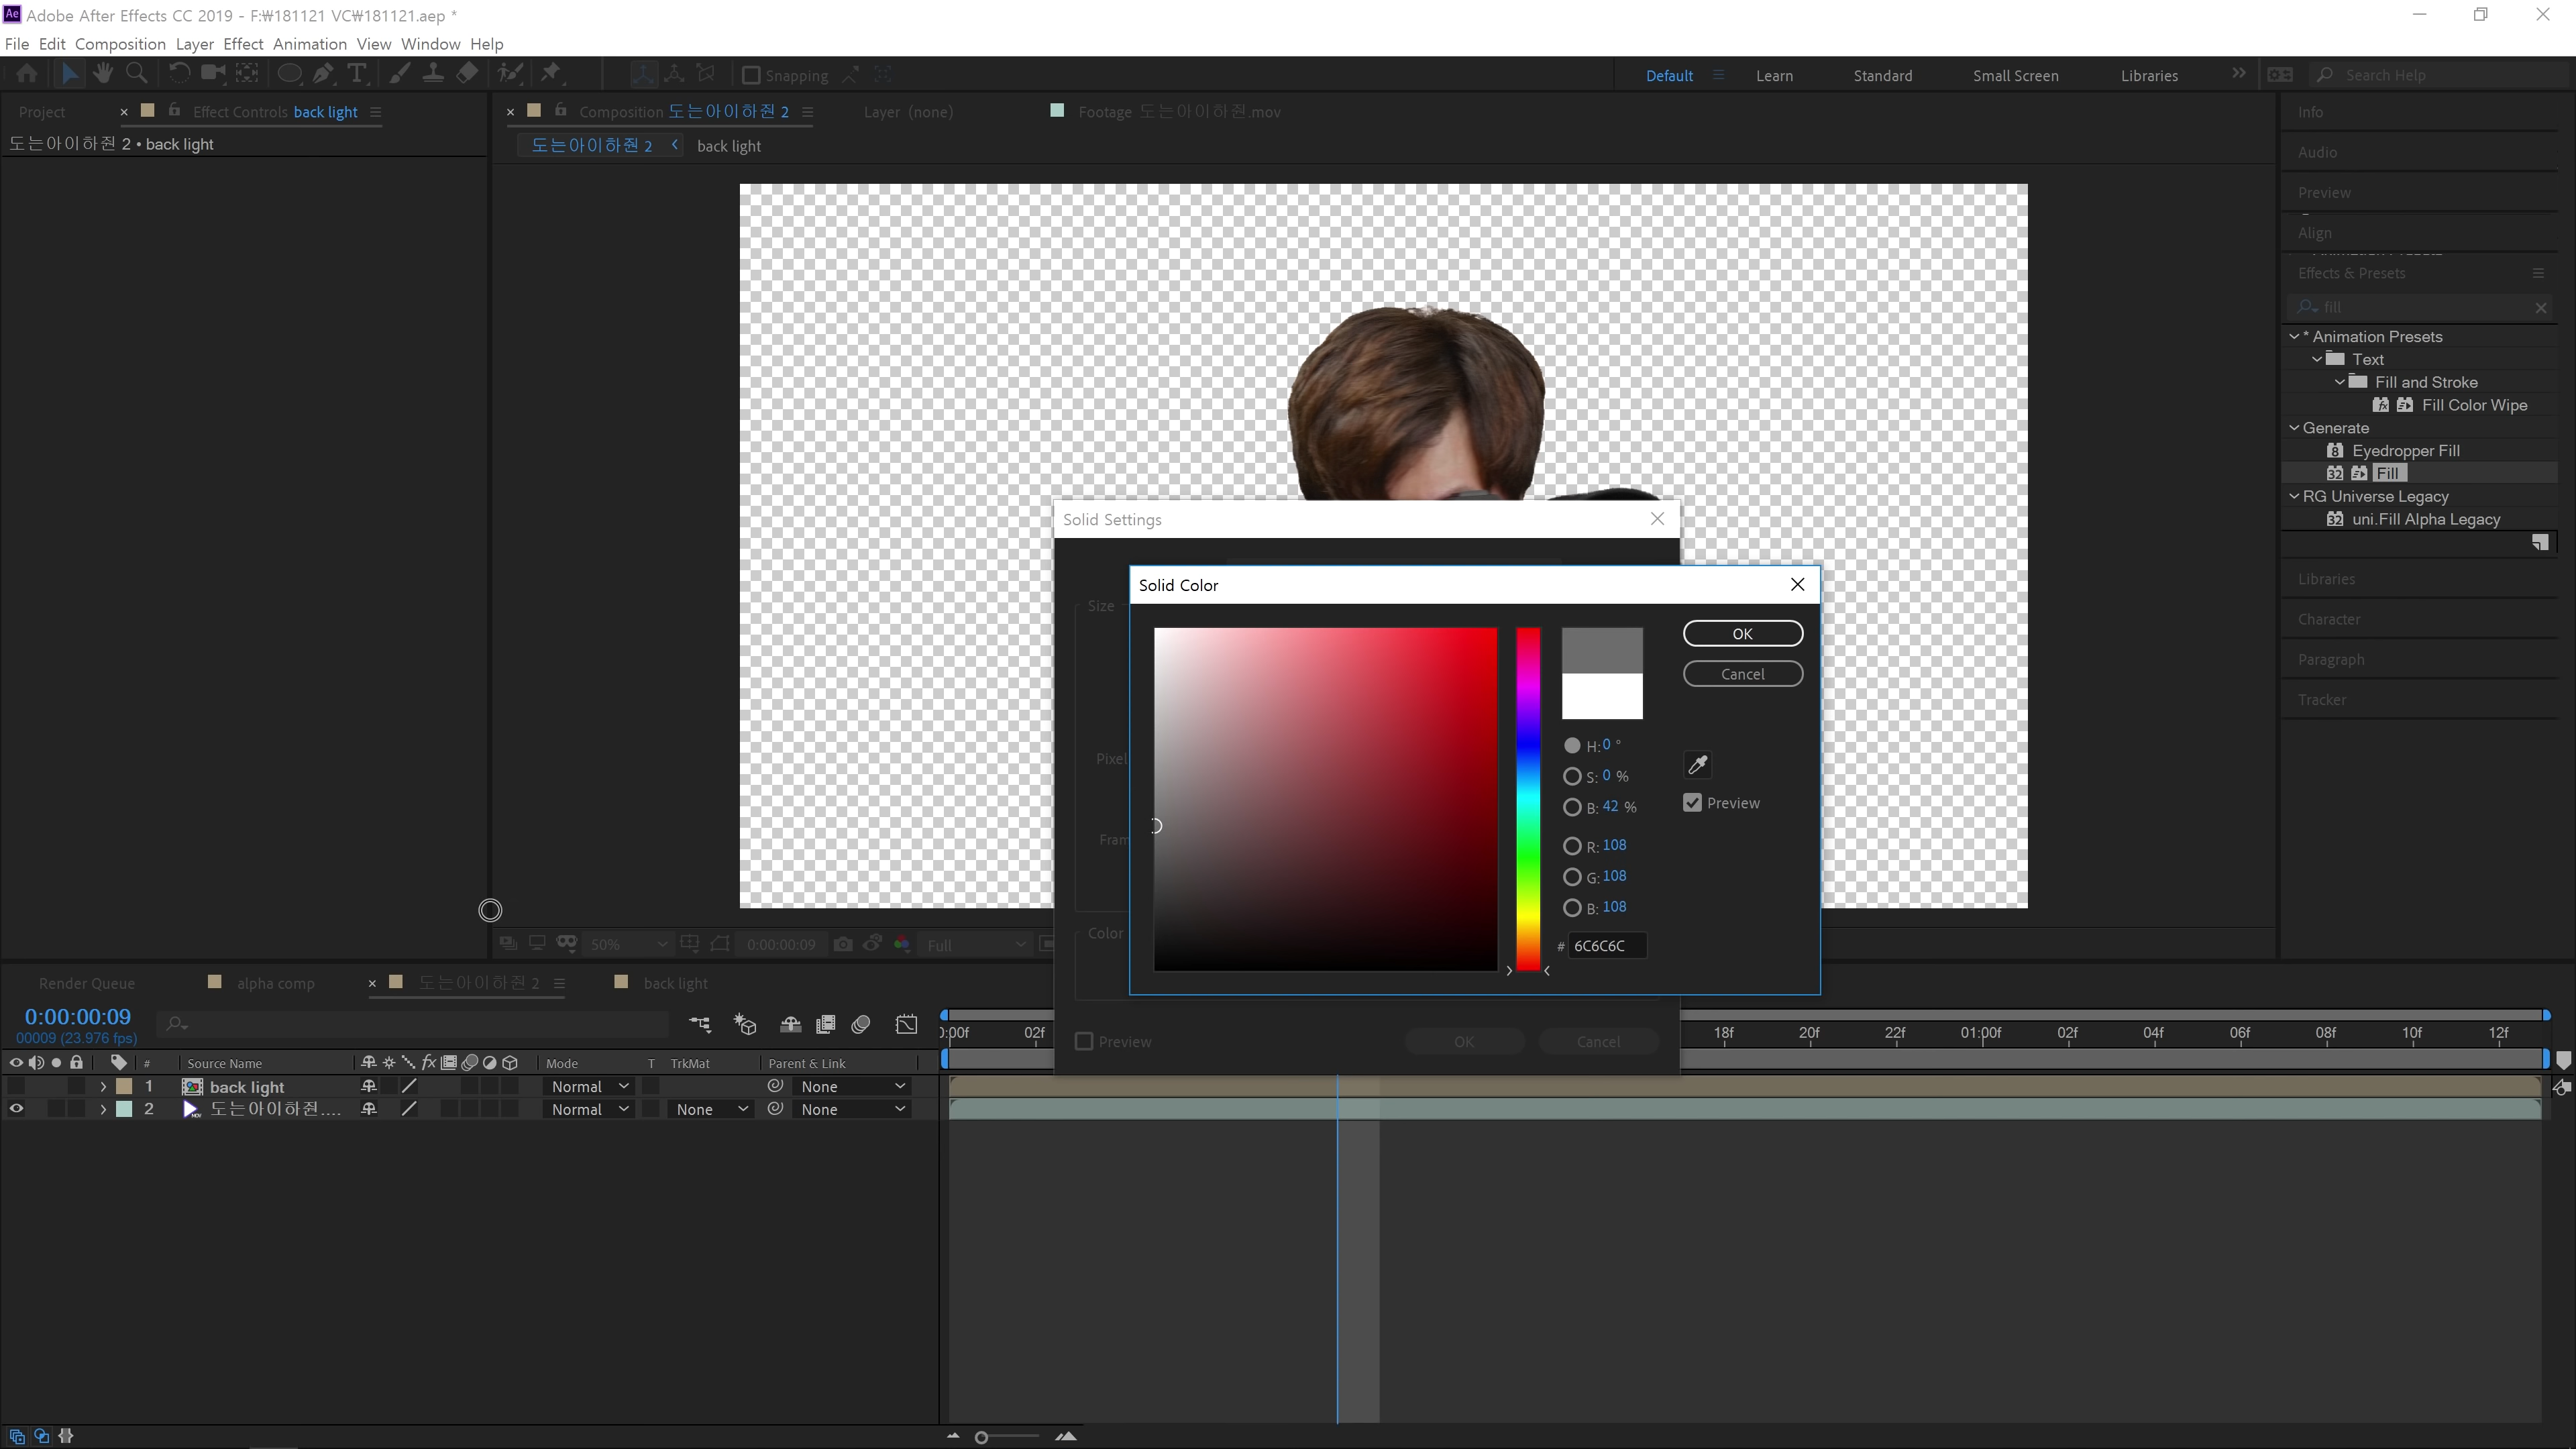 Adobe After Effects CC 2019 - F:₩181121 VC₩181121.aep *
File Edit Composition Layer Effect Animation View Window Help
Snapping
Default Learn Standard Small Screen Libraries Search Help
Project Effect Controls back light
Composition 도는아이하줜 2 Layer (none) Footage 도는아이하줜.mov
도는아이하줜 2 • back light
도는아이하줜 2 back light
Info
Audio
Preview
Align
Effects & Presets
fill
* Animation Presets
Text
Fill and Stroke
Fill Color Wipe
Generate
Eyedropper Fill
Fill
RG Universe Legacy
uni.Fill Alpha Legacy
Libraries
Character
Paragraph
Tracker
Solid Settings
Size
Pixel
Fram
Color
Preview OK Cancel
Solid Color
OK
Cancel
H: 0 °
S: 0 %
B: 42 %
Preview
R: 108
G: 108
B: 108
# 6C6C6C
50% 0:00:00:09 Full
Render Queue alpha comp 도는아이하줜 2 back light
0:00:00:09
00009 (23.976 fps)
:00f 02f 18f 20f 22f 01:00f 02f 04f 06f 08f 10f 12f
# Source Name Mode T TrkMat Parent & Link
1 back light Normal None
2 도는아이하줜.... Normal None None